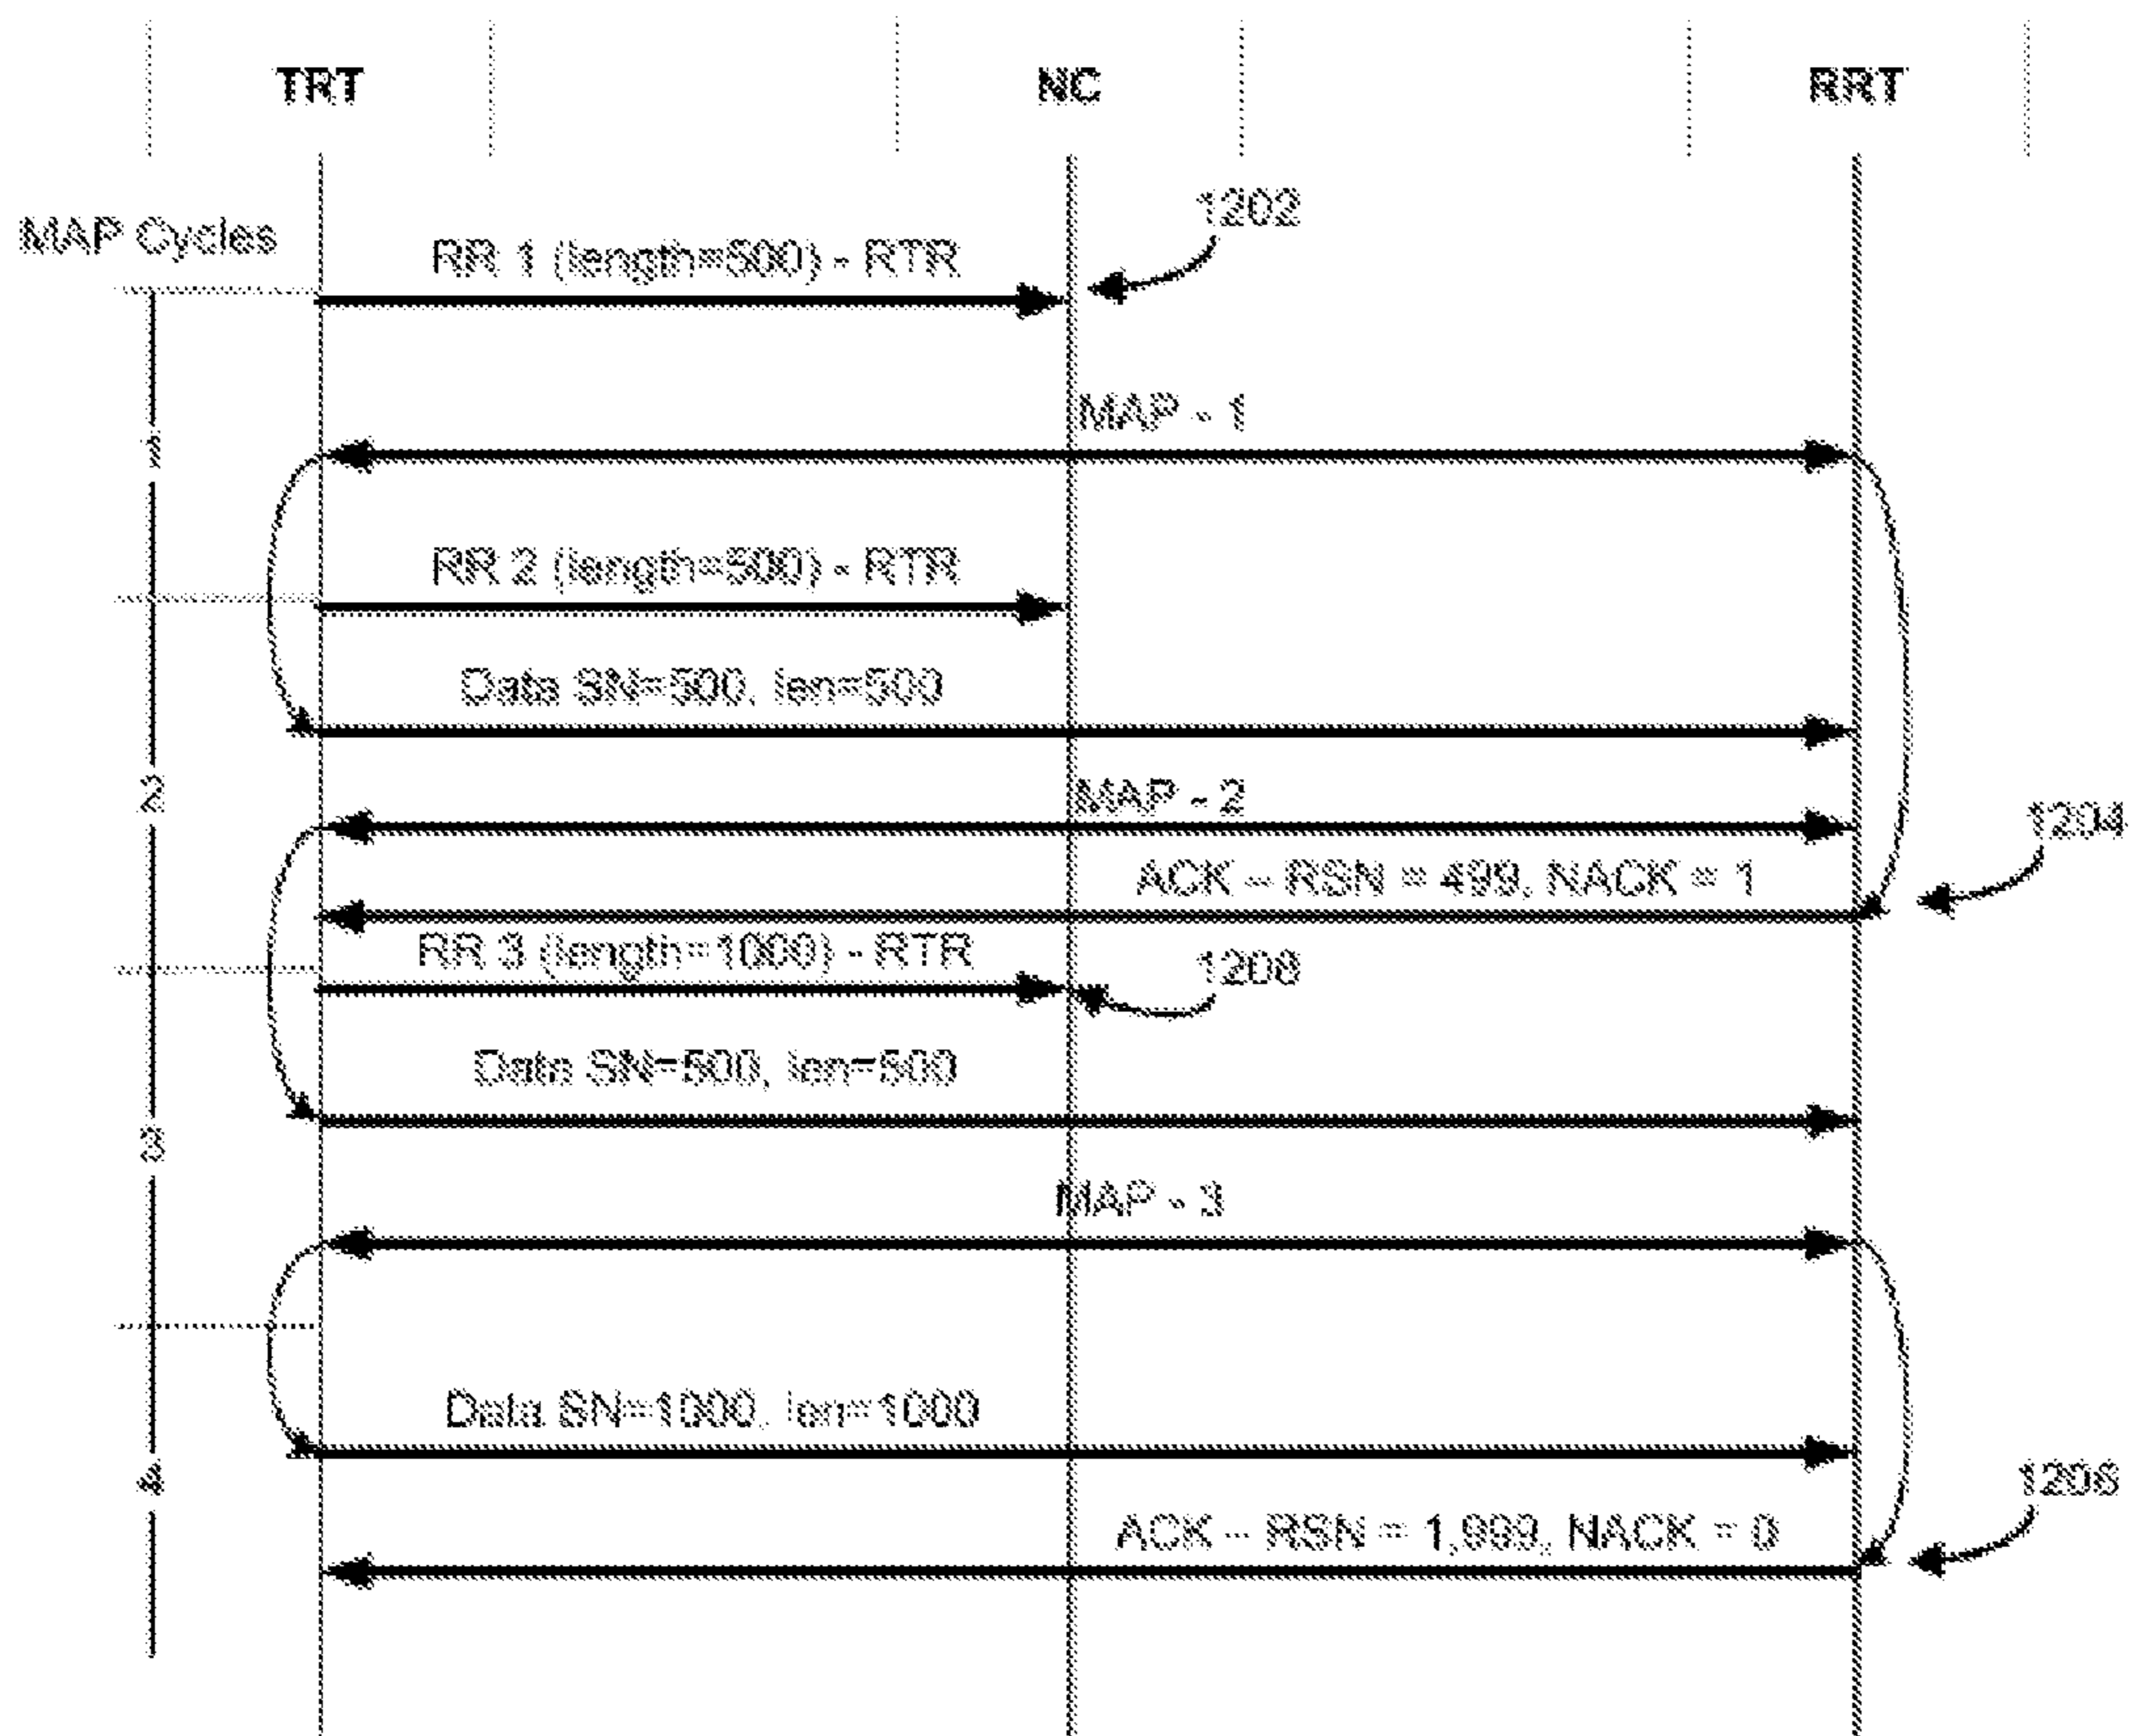 TRT NC RRT
1202
MAP Cycles
RR 1 (length=500) - RTR
MAP - 1
1
RR 2 (length=500) - RTR
Data SN=500, len=500
MAP - 2
2
1204
ACK - RSN = 499, NACK = 1
RR 3 (length=1000) - RTR
1208
Data SN=500, len=500
3
MAP - 3
Data SN=1000, len=1000
4
1206
ACK - RSN = 1,999, NACK = 0